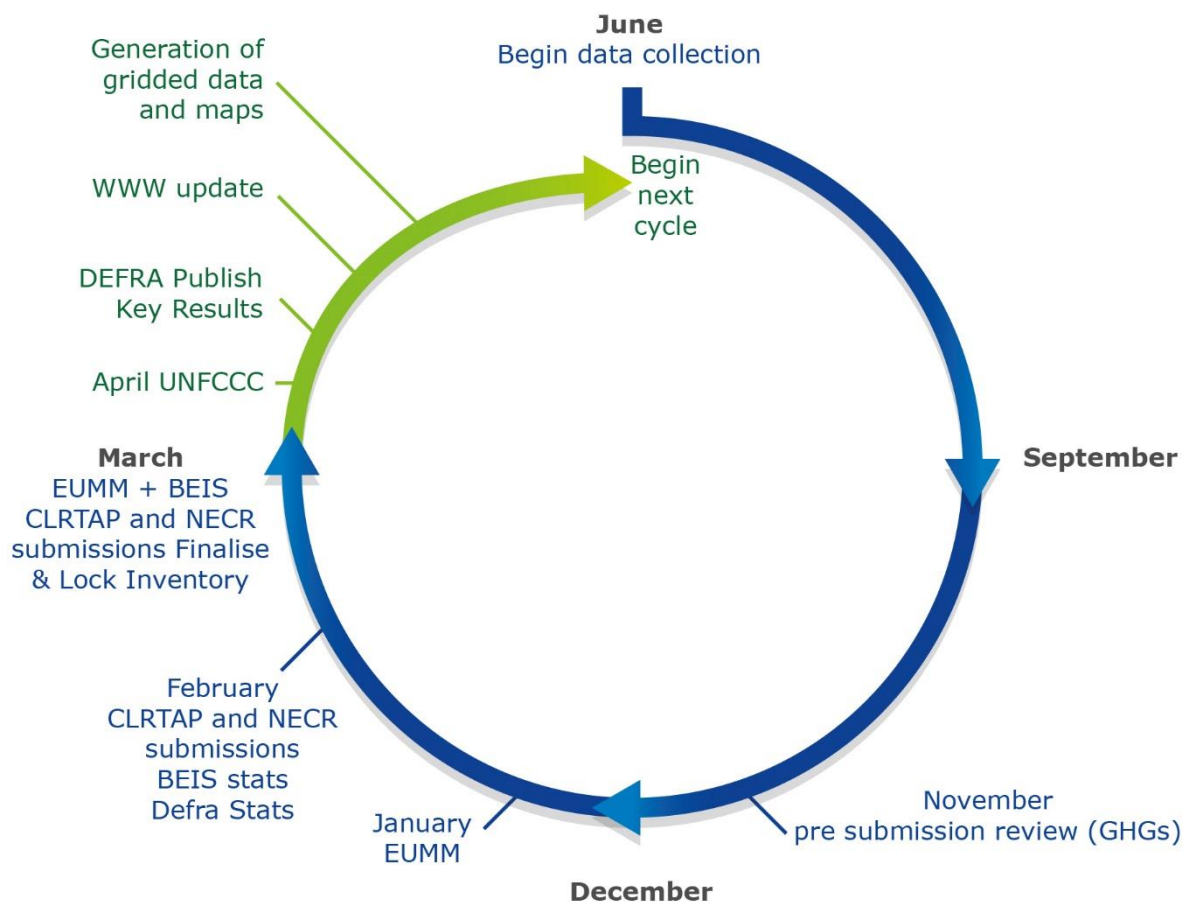 June
Begin data collection
Begin
next
cycle
September
November
pre submission review (GHGs)
December
January
EUMM
February
CLRTAP and NECR
submissions
BEIS stats
Defra Stats
March
EUMM + BEIS
CLRTAP and NECR
submissions Finalise
& Lock Inventory
April UNFCCC
DEFRA Publish
Key Results
WWW update
Generation of
gridded data
and maps